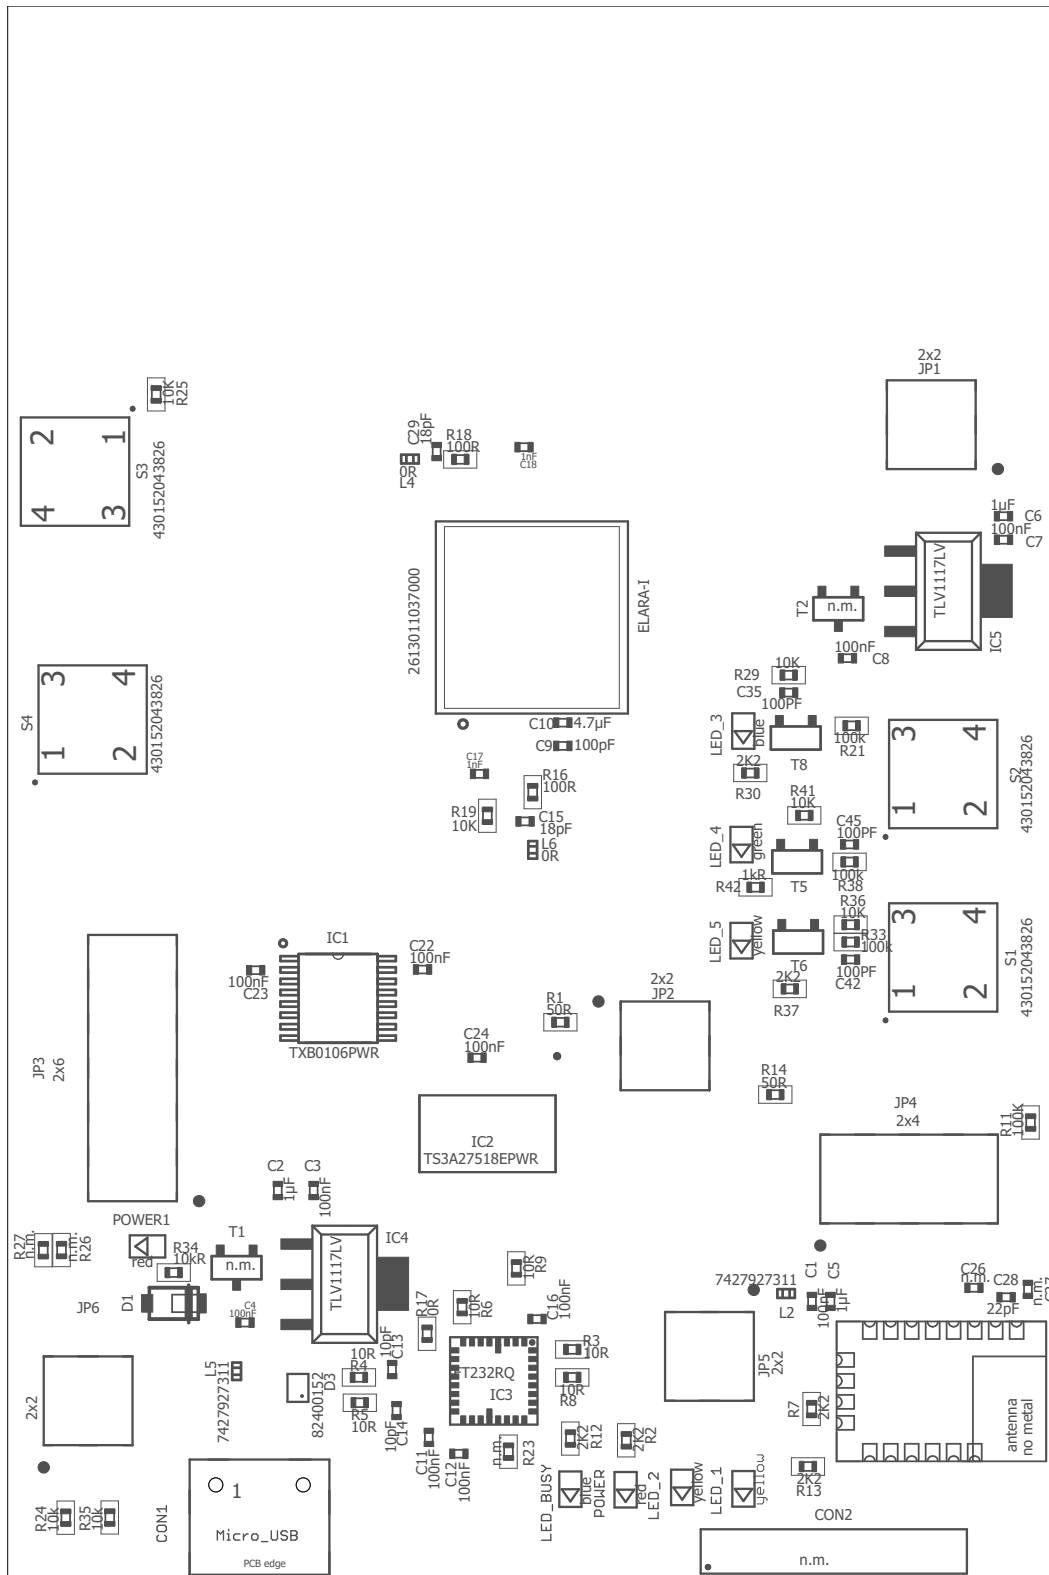 2x2
JP1
10K
R25
2
1
4
3
S3
430152043826
C29
18pF
R18
100R
0R
L4
1nF
C18
1µF
C6
100nF
C7
TLV1117LV
IC5
T2
n.m.
100nF
C8
2613011037000
ELARA-I
10K
R29
C35
100PF
3
4
1
2
S4
430152043826
C10
4.7µF
C9
100pF
C17
1nF
R16
100R
R19
10K
C15
18pF
L6
0R
LED_3
blue
T8
100k
R21
2K2
R30
3
4
1
2
S2
430152043826
R41
10K
LED_4
green
C45
100PF
T5
100k
R38
1kR
R42
R36
10K
LED_5
yellow
T6
R33
100k
100PF
C42
2K2
R37
3
4
1
2
S1
430152043826
IC1
TXB0106PWR
100nF
C23
C22
100nF
2x2
JP2
R1
50R
C24
100nF
JP3
2x6
R14
50R
JP4
2x4
R11
100K
IC2
TS3A27518EPWR
C2
1µF
C3
100nF
POWER1
red
R27
n.m.
n.m.
R26
R34
10kR
T1
n.m.
TLV1117LV
IC4
JP6
D1
C4
100nF
10R
R9
10R
R6
R17
0R
C16
100nF
7427927311
L2
C1
100nF
C5
1µF
C26
n.m.
C28
22pF
n.m.
C27
2x2
L5
7427927311
82400152
D3
10R
R4
R5
10R
10pF
C13
10pF
C14
T232RQ
IC3
R3
10R
10R
R8
JP5
2x2
R7
2K2
antenna
no metal
C11
100nF
C12
100nF
n.m.
R23
2K2
R12
2K2
R2
2K2
R13
R24
10k
R35
10k
CON1
1
Micro_USB
PCB edge
LED_BUSY
blue
POWER
red
LED_2
yellow
LED_1
yellow
CON2
n.m.